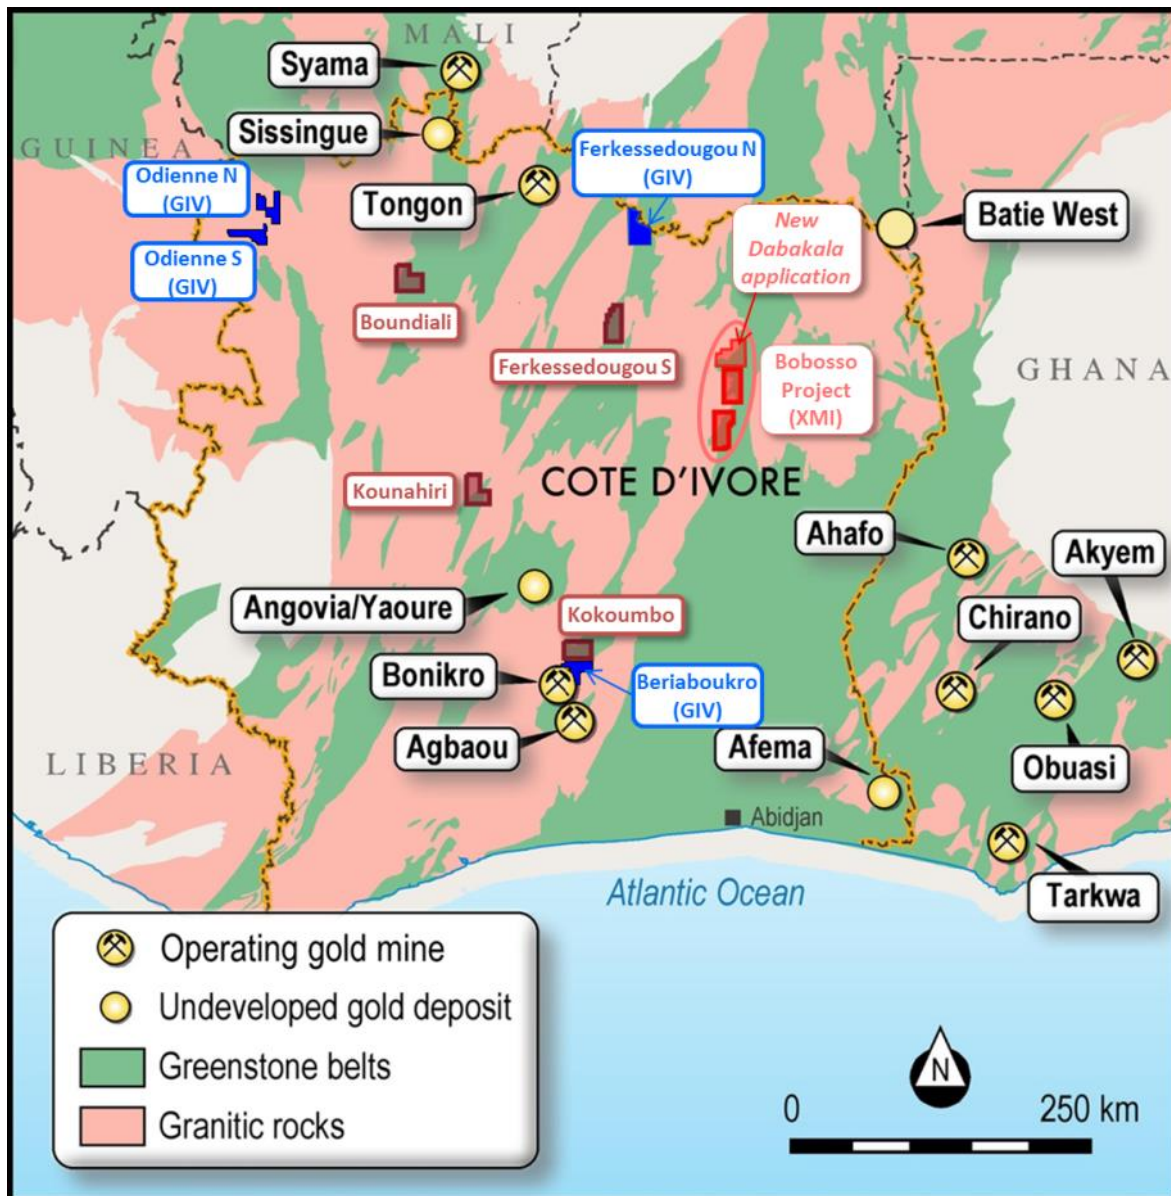 MALI
Syama
Sissingue
GUINEA
Odienne N
(GIV)
Tongon
Ferkessedougou N
(GIV)
New
Dabakala
application
Batie West
Odienne S
(GIV)
Boundiali
Ferkessedougou S
Bobosso
Project
(XMI)
GHANA
COTE D'IVORE
Kounahiri
Ahafo
Akyem
Angovia/Yaoure
Kokoumbo
Chirano
Bonikro
Beriaboukro
(GIV)
Agbaou
Afema
Obuasi
LIBERIA
Abidjan
Atlantic Ocean
Tarkwa
Operating gold mine
Undeveloped gold deposit
Greenstone belts
Granitic rocks
N
0 250 km